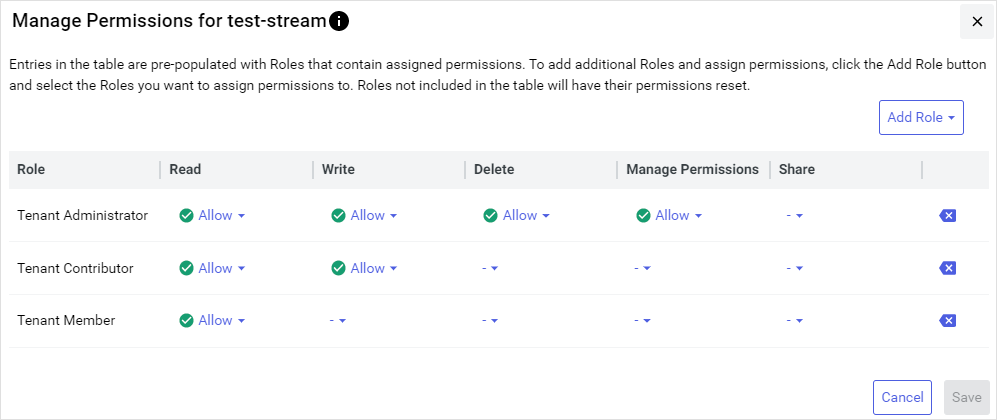 Manage Permissions for test-stream
Entries in the table are pre-populated with Roles that contain assigned permissions. To add additional Roles and assign permissions, click the Add Role button
and select the Roles you want to assign permissions to. Roles not included in the table will have their permissions reset.
Add Role
Role Read Write Delete Manage Permissions Share
Tenant Administrator Allow Allow Allow Allow -
Tenant Contributor Allow Allow - - -
Tenant Member Allow - - - -
Cancel Save